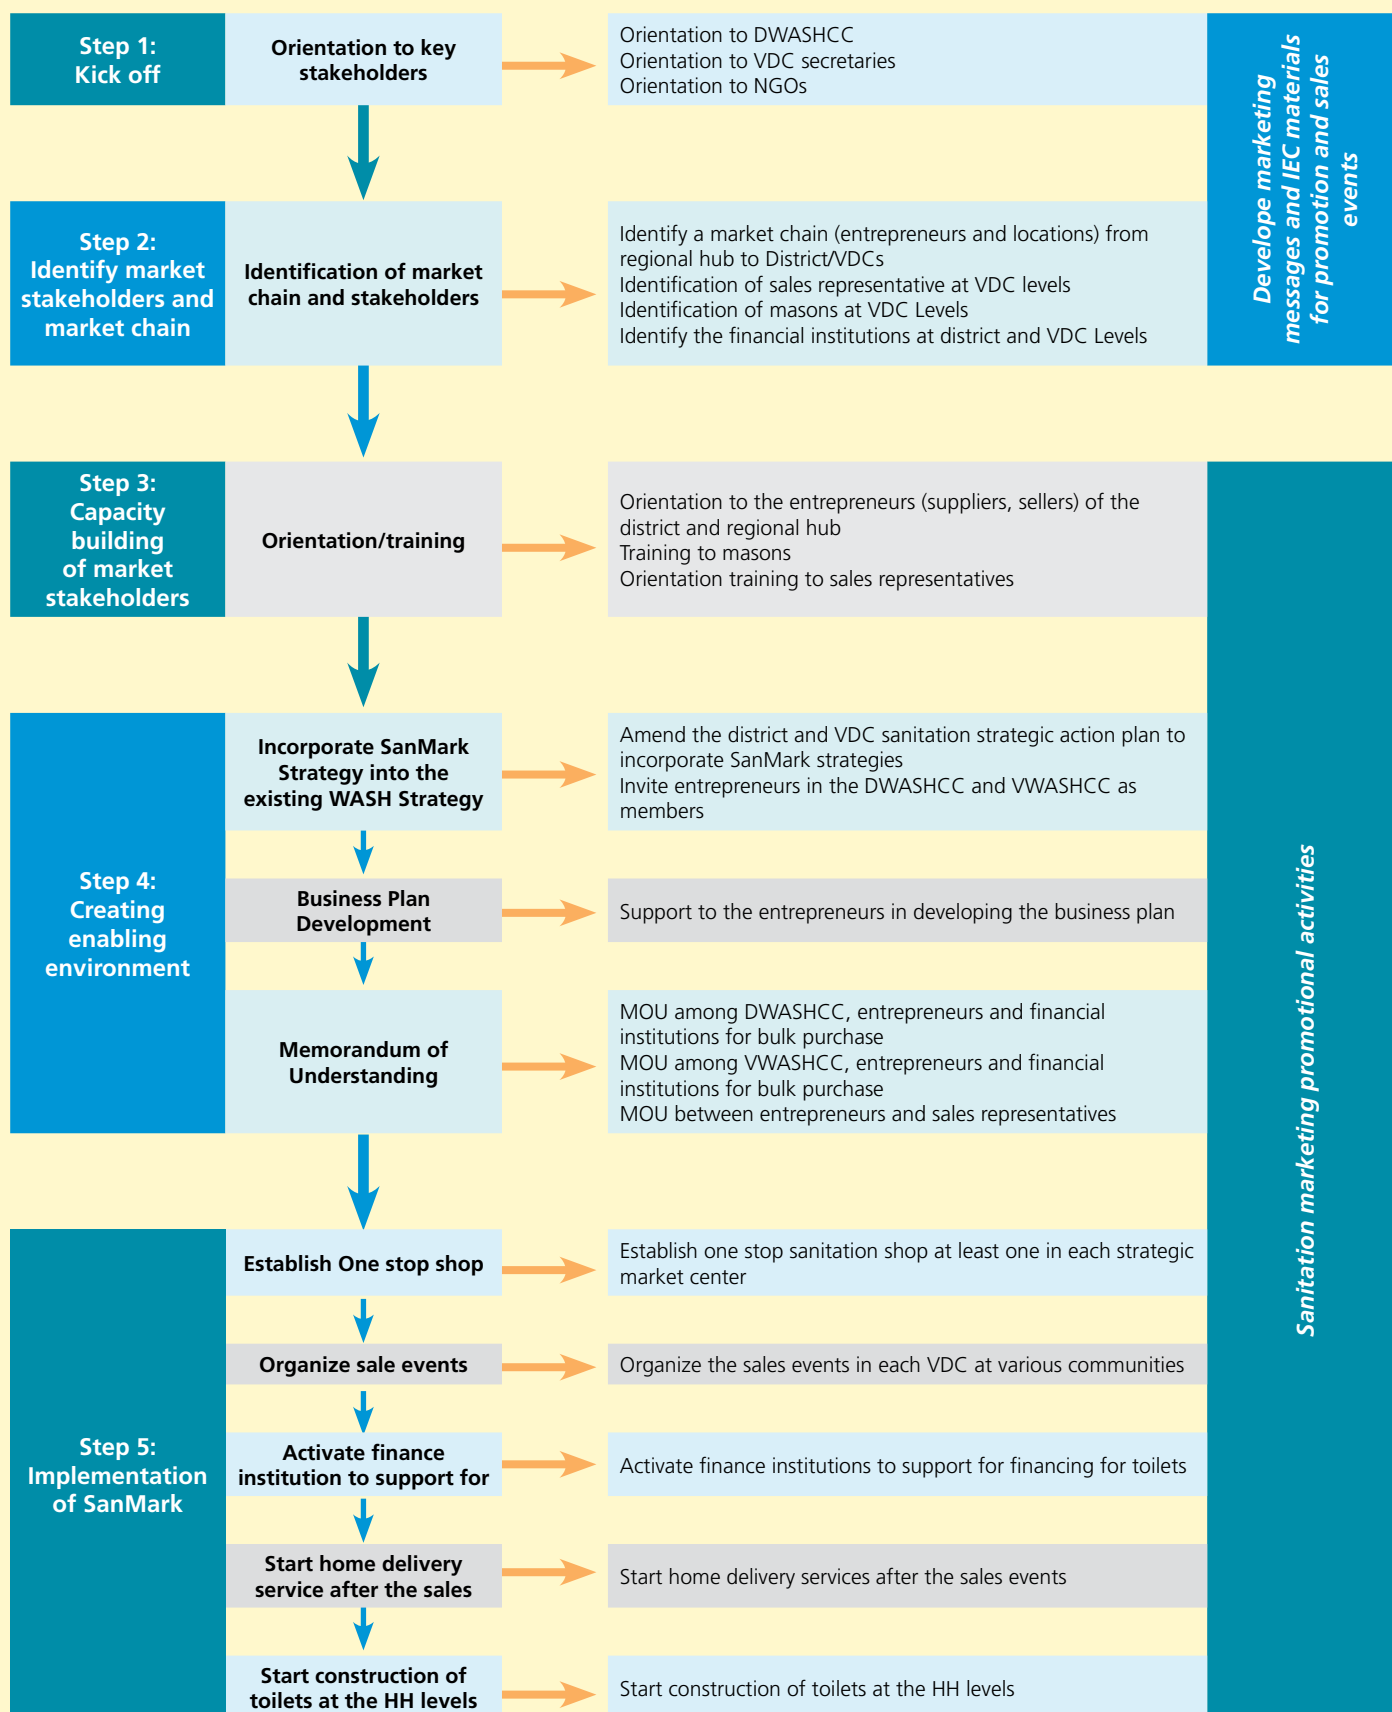 Step 1:
Kick off
Orientation to key
stakeholders
Orientation to DWASHCC
Orientation to VDC secretaries
Orientation to NGOs
Develope marketing
messages and IEC materials
for promotion and sales
events
Step 2:
Identify market
stakeholders and
market chain
Identification of market
chain and stakeholders
Identify a market chain (entrepreneurs and locations) from
regional hub to District/VDCs
Identification of sales representative at VDC levels
Identification of masons at VDC Levels
Identify the financial institutions at district and VDC Levels
Step 3:
Capacity
building
of market
stakeholders
Orientation/training
Orientation to the entrepreneurs (suppliers, sellers) of the
district and regional hub
Training to masons
Orientation training to sales representatives
Sanitation marketing promotional activities
Step 4:
Creating
enabling
environment
Incorporate SanMark
Strategy into the
existing WASH Strategy
Amend the district and VDC sanitation strategic action plan to
incorporate SanMark strategies
Invite entrepreneurs in the DWASHCC and VWASHCC as
members
Business Plan
Development
Support to the entrepreneurs in developing the business plan
Memorandum of
Understanding
MOU among DWASHCC, entrepreneurs and financial
institutions for bulk purchase
MOU among VWASHCC, entrepreneurs and financial
institutions for bulk purchase
MOU between entrepreneurs and sales representatives
Step 5:
Implementation
of SanMark
Establish One stop shop
Establish one stop sanitation shop at least one in each strategic
market center
Organize sale events
Organize the sales events in each VDC at various communities
Activate finance
institution to support for
Activate finance institutions to support for financing for toilets
Start home delivery
service after the sales
Start home delivery services after the sales events
Start construction of
toilets at the HH levels
Start construction of toilets at the HH levels